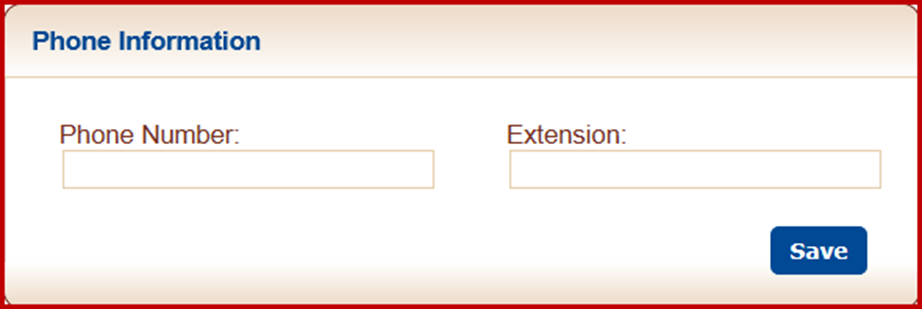 Phone Information
Phone Number:
Extension:
Save